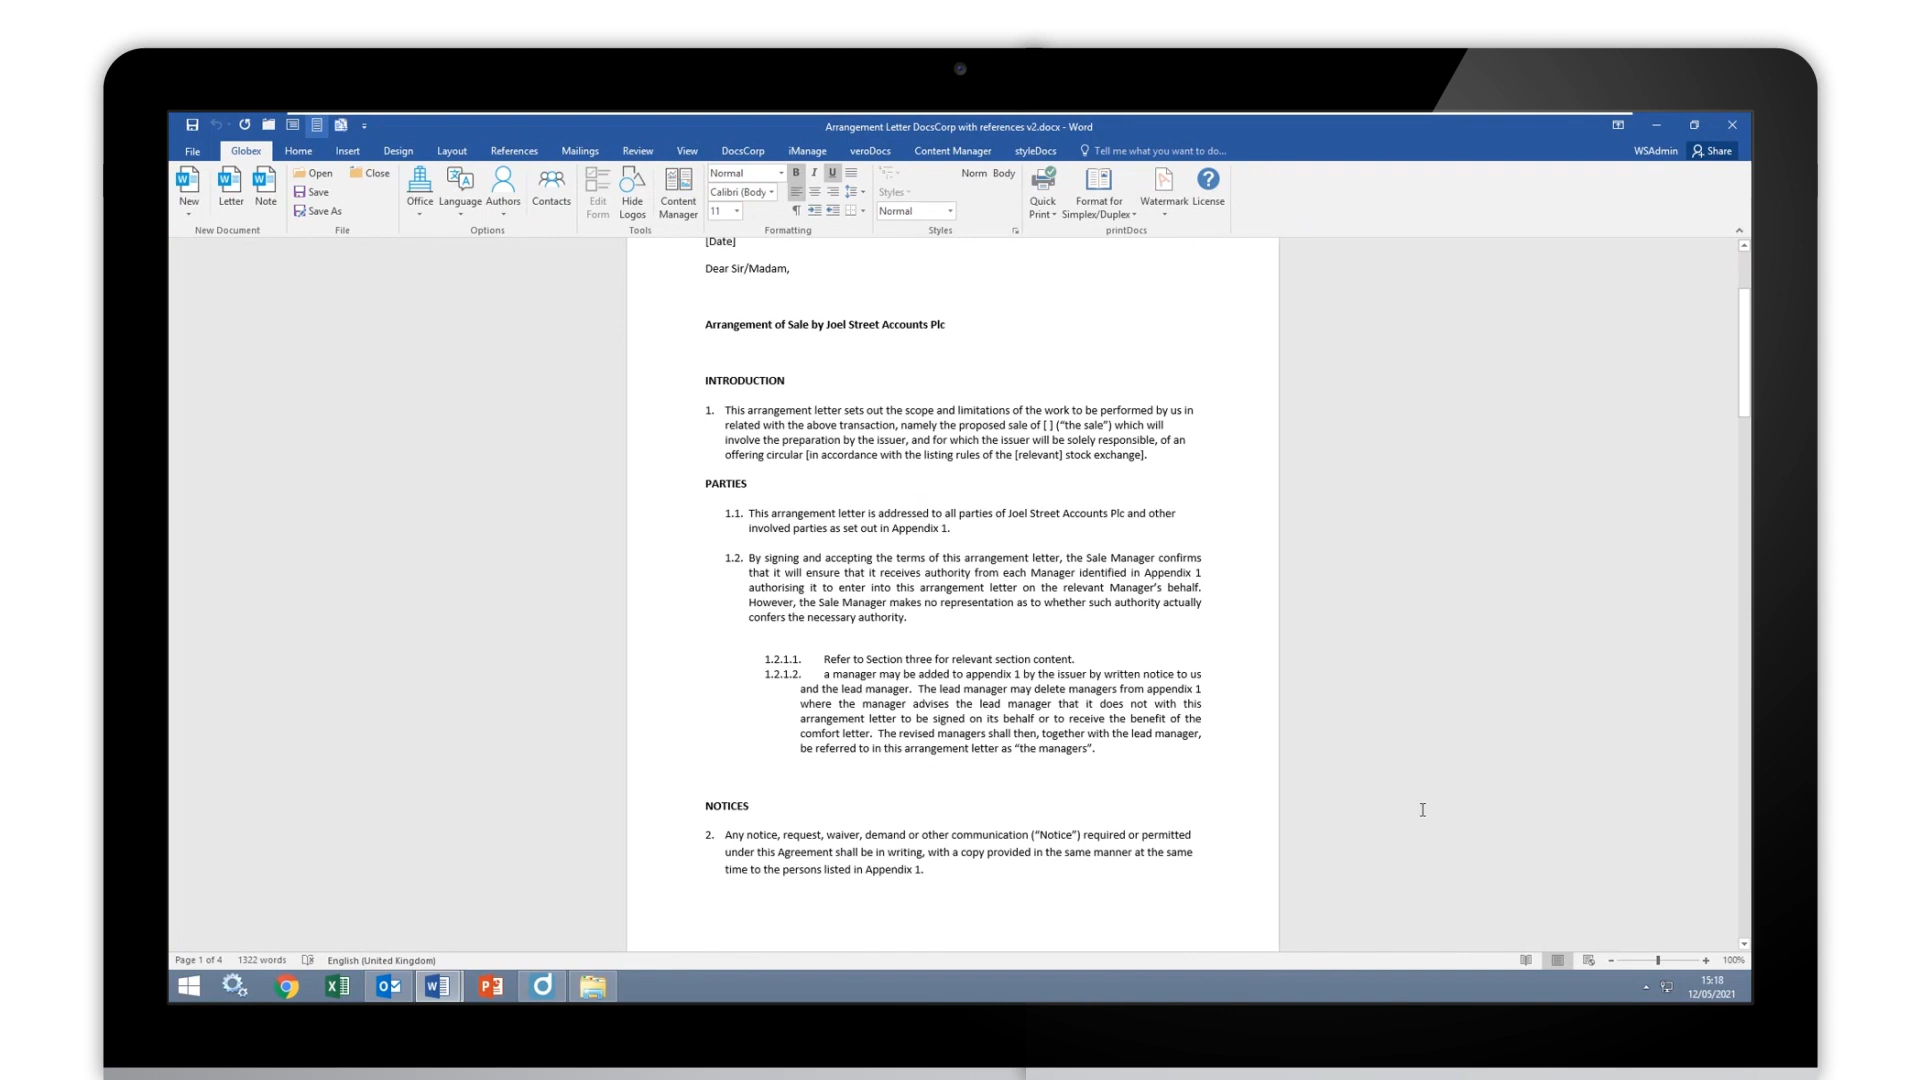 Arrangement Letter DocsCorp with references v2.docx - Word
File Globex Home Insert Design Layout References Mailings Review View DocsCorp iManage veroDocs Content Manager styleDocs Tell me what you want to do... WSAdmin Share
New Letter Note
Open Close
Save
Save As
Office Language Authors Contacts
Edit Form
Hide Logos
Content Manager
Normal B I U
Calibri (Body
11
Styles
Normal
Norm Body
Quick Print
Format for Simplex/Duplex
Watermark License
New Document File Options Tools Formatting Styles printDocs
[Date]
Dear Sir/Madam,
Arrangement of Sale by Joel Street Accounts Plc
INTRODUCTION
1. This arrangement letter sets out the scope and limitations of the work to be performed by us in
related with the above transaction, namely the proposed sale of [ ] (“the sale”) which will
involve the preparation by the issuer, and for which the issuer will be solely responsible, of an
offering circular [in accordance with the listing rules of the [relevant] stock exchange].
PARTIES
1.1. This arrangement letter is addressed to all parties of Joel Street Accounts Plc and other
involved parties as set out in Appendix 1.
1.2. By signing and accepting the terms of this arrangement letter, the Sale Manager confirms
that it will ensure that it receives authority from each Manager identified in Appendix 1
authorising it to enter into this arrangement letter on the relevant Manager’s behalf.
However, the Sale Manager makes no representation as to whether such authority actually
confers the necessary authority.
1.2.1.1. Refer to Section three for relevant section content.
1.2.1.2. a manager may be added to appendix 1 by the issuer by written notice to us
and the lead manager. The lead manager may delete managers from appendix 1
where the manager advises the lead manager that it does not with this
arrangement letter to be signed on its behalf or to receive the benefit of the
comfort letter. The revised managers shall then, together with the lead manager,
be referred to in this arrangement letter as “the managers”.
NOTICES
2. Any notice, request, waiver, demand or other communication (“Notice”) required or permitted
under this Agreement shall be in writing, with a copy provided in the same manner at the same
time to the persons listed in Appendix 1.
Page 1 of 4 1322 words English (United Kingdom) 100%
15:18
12/05/2021